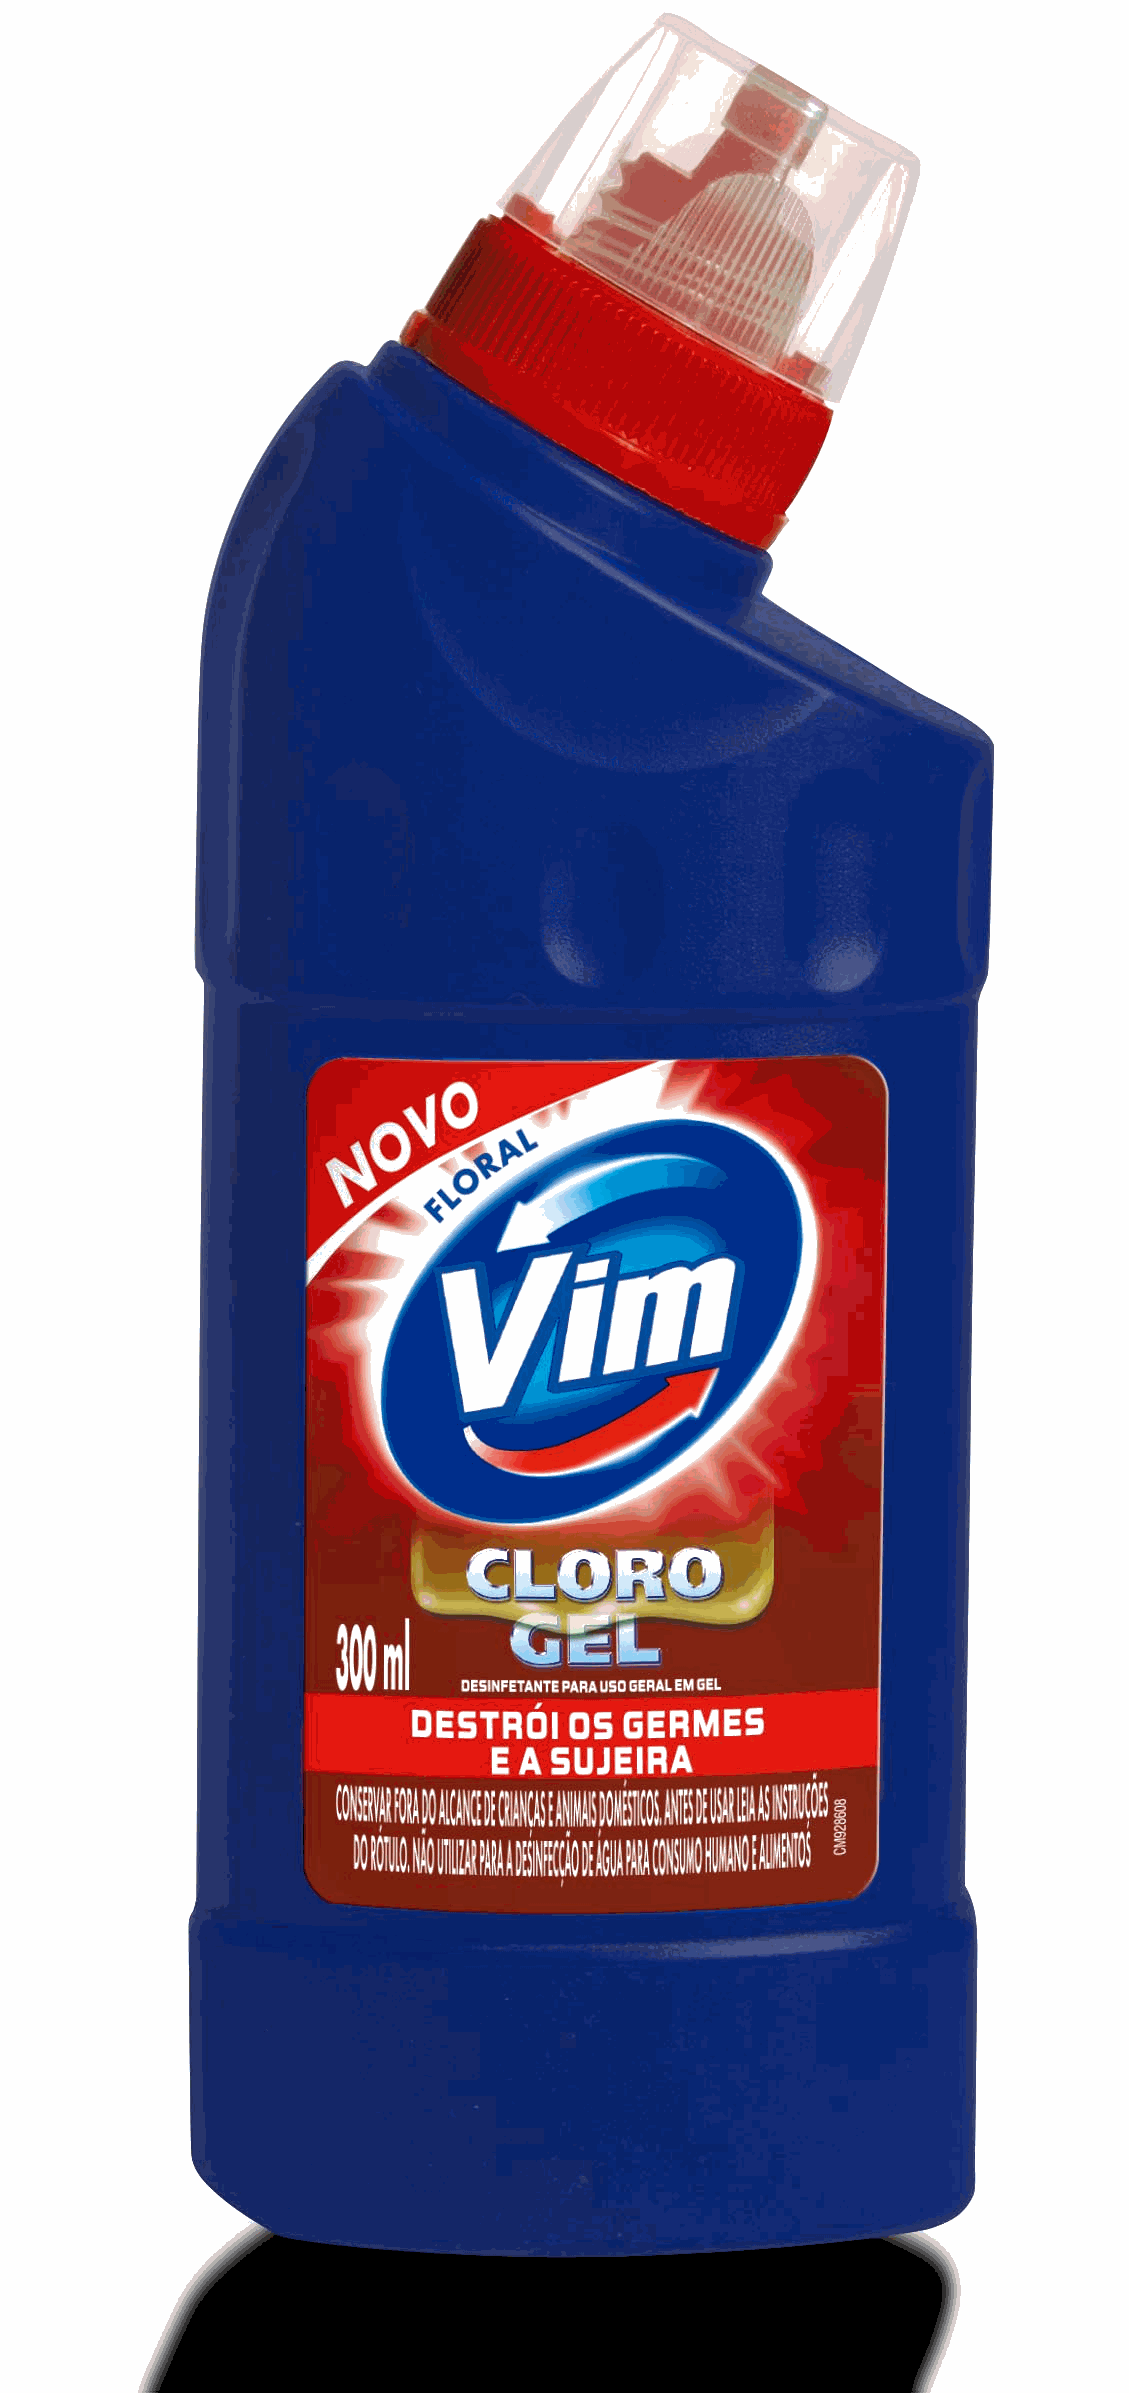 NOVO
FLORAL
Vim
CLORO
GEL
300 ml
DESINFETANTE PARA USO GERAL EM GEL
DESTRÓI OS GERMES
E A SUJEIRA
CONSERVAR FORA DO ALCANCE DE CRIANÇAS E ANIMAIS DOMÉSTICOS. ANTES DE USAR LEIA AS INSTRUÇÕES
DO RÓTULO. NÃO UTILIZAR PARA A DESINFECÇÃO DE ÁGUA PARA CONSUMO HUMANO E ALIMENTOS
CM928608